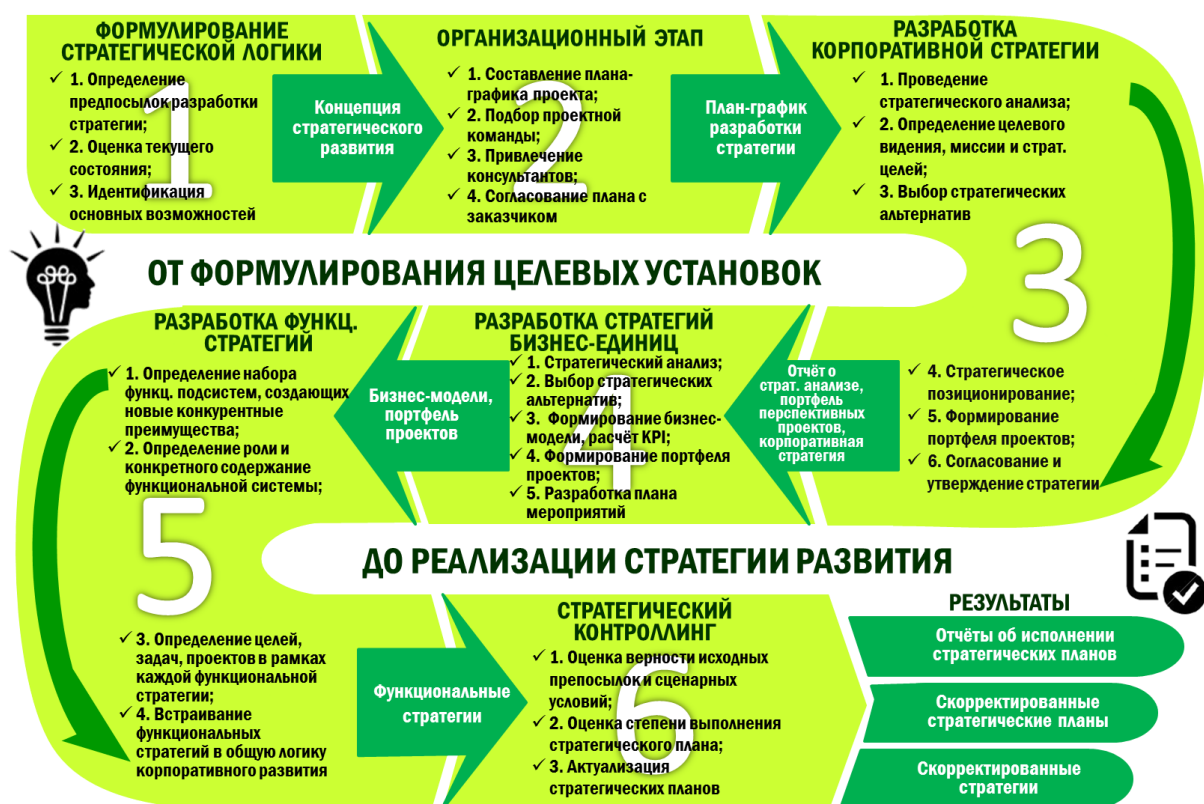 ФОРМУЛИРОВАНИЕ
СТРАТЕГИЧЕСКОЙ ЛОГИКИ
1
✓ 1. Определение
предпосылок разработки
стратегии;
✓ 2. Оценка текущего
состояния;
✓ 3. Идентификация
основных возможностей
Концепция
стратегического
развития
ОРГАНИЗАЦИОННЫЙ ЭТАП
2
✓ 1. Составление плана-
графика проекта;
✓ 2. Подбор проектной
команды;
✓ 3. Привлечение
консультантов;
✓ 4. Согласование плана с
заказчиком
План-график
разработки
стратегии
РАЗРАБОТКА
КОРПОРАТИВНОЙ СТРАТЕГИИ
✓ 1. Проведение
стратегического анализа;
✓ 2. Определение целевого
видения, миссии и страт.
целей;
✓ 3. Выбор стратегических
альтернатив
3
✓ 4. Стратегическое
позиционирование;
✓ 5. Формирование
портфеля проектов;
✓ 6. Согласование и
утверждение стратегии
ОТ ФОРМУЛИРОВАНИЯ ЦЕЛЕВЫХ УСТАНОВОК
Отчёт о
страт. анализе,
портфель
перспективных
проектов,
корпоративная
стратегия
РАЗРАБОТКА СТРАТЕГИЙ
БИЗНЕС-ЕДИНИЦ
4
✓ 1. Стратегический анализ;
✓ 2. Выбор стратегических
альтернатив;
✓ 3. Формирование бизнес-
модели, расчёт KPI;
✓ 4. Формирование портфеля
проектов;
✓ 5. Разработка плана
мероприятий
Бизнес-модели,
портфель
проектов
РАЗРАБОТКА ФУНКЦ.
СТРАТЕГИЙ
✓ 1. Определение набора
функц. подсистем, создающих
новые конкурентные
преимущества;
✓ 2. Определение роли и
конкретного содержание
функциональной системы;
5
✓ 3. Определение целей,
задач, проектов в рамках
каждой функциональной
стратегии;
✓ 4. Встраивание
функциональных
стратегий в общую логику
корпоративного развития
ДО РЕАЛИЗАЦИИ СТРАТЕГИИ РАЗВИТИЯ
Функциональные
стратегии
СТРАТЕГИЧЕСКИЙ
КОНТРОЛЛИНГ
6
✓ 1. Оценка верности исходных
препосылок и сценарных
условий;
✓ 2. Оценка степени выполнения
стратегического плана;
✓ 3. Актуализация
стратегических планов
РЕЗУЛЬТАТЫ
Отчёты об исполнении
стратегических планов
Скорректированные
стратегические планы
Скорректированные
стратегии